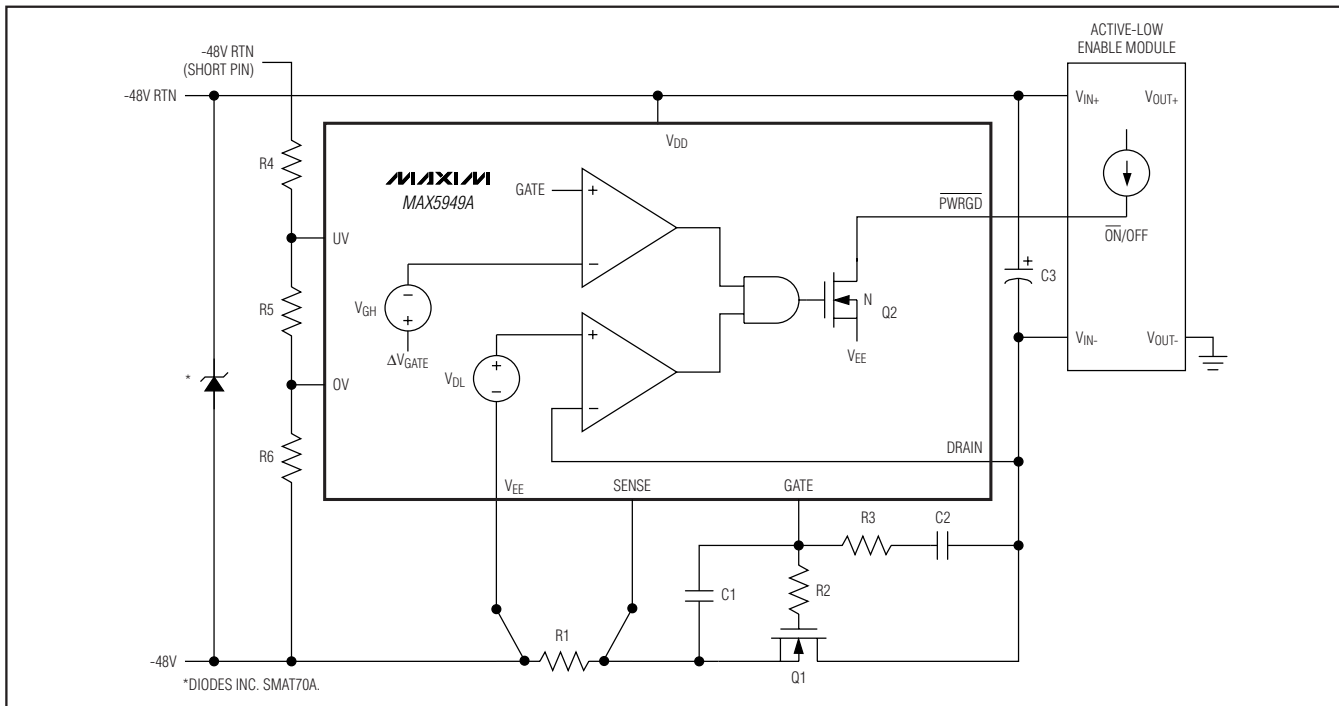 ACTIVE-LOW
ENABLE MODULE
-48V RTN
(SHORT PIN)
-48V RTN
VIN+
VOUT+
VDD
R4
MAXIM
MAX5949A
GATE
+
−
PWRGD
ON/OFF
UV
VGH
−
+
ΔVGATE
R5
N
Q2
VEE
+
C3
VIN-
VOUT-
*
OV
VDL
+
−
+
−
R6
DRAIN
VEE
SENSE
GATE
R3
C2
C1
R2
R1
-48V
Q1
*DIODES INC. SMAT70A.